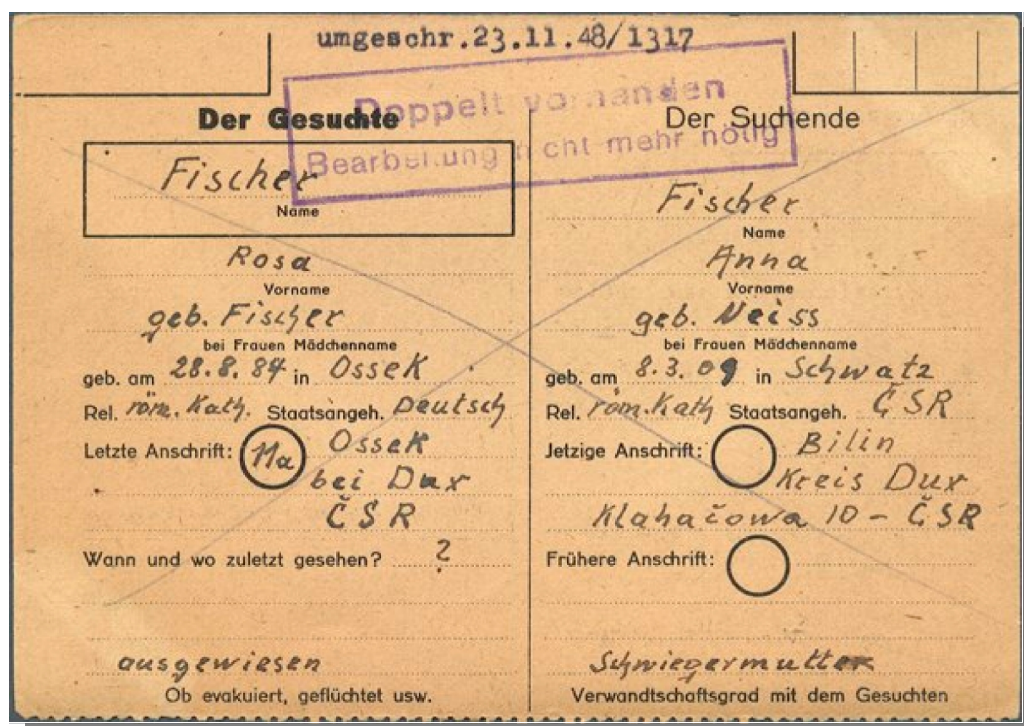 umgeschr.23.11.48/1317
Doppelt vorhanden
Bearbeitung nicht mehr nötig
Der Gesuchte
Fischer
Name
Rosa
Vorname
geb. Fischer
bei Frauen Mädchenname
geb. am 28.8.84 in Ossek
Rel. röm. Kath. Staatsangeh. Deutsch
Letzte Anschrift: 11a Ossek
bei Dux
ČSR
Wann und wo zuletzt gesehen? ?
ausgewiesen
Ob evakuiert, geflüchtet usw.
Der Suchende
Fischer
Name
Anna
Vorname
geb. Neiss
bei Frauen Mädchenname
geb. am 8.3.09 in Schwatz
Rel. röm. Kath Staatsangeh. ČSR
Jetzige Anschrift: Bilin
Kreis Dux
Klahačowa 10 - ČSR
Frühere Anschrift:
Schwiegermutter
Verwandtschaftsgrad mit dem Gesuchten